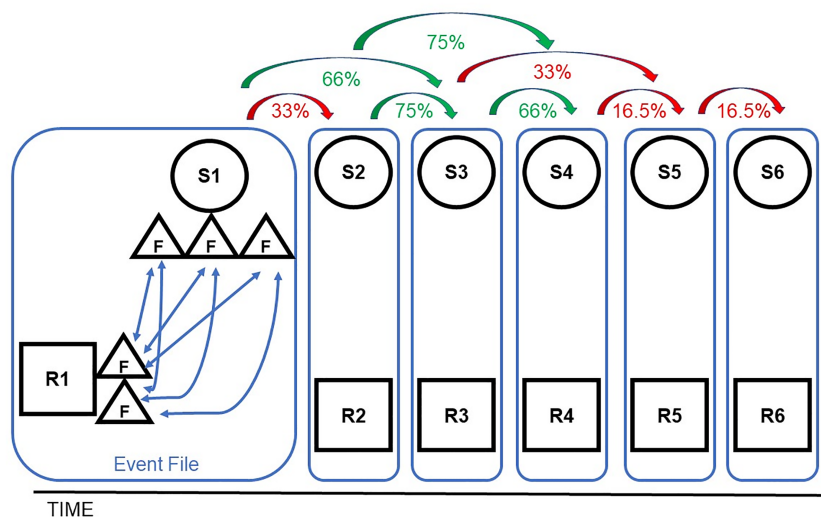 75%
66%
33%
33%
75%
66%
16.5%
16.5%
S1
S2
S3
S4
S5
S6
F
F
F
F
R1
F
R2
R3
R4
R5
R6
Event File
TIME